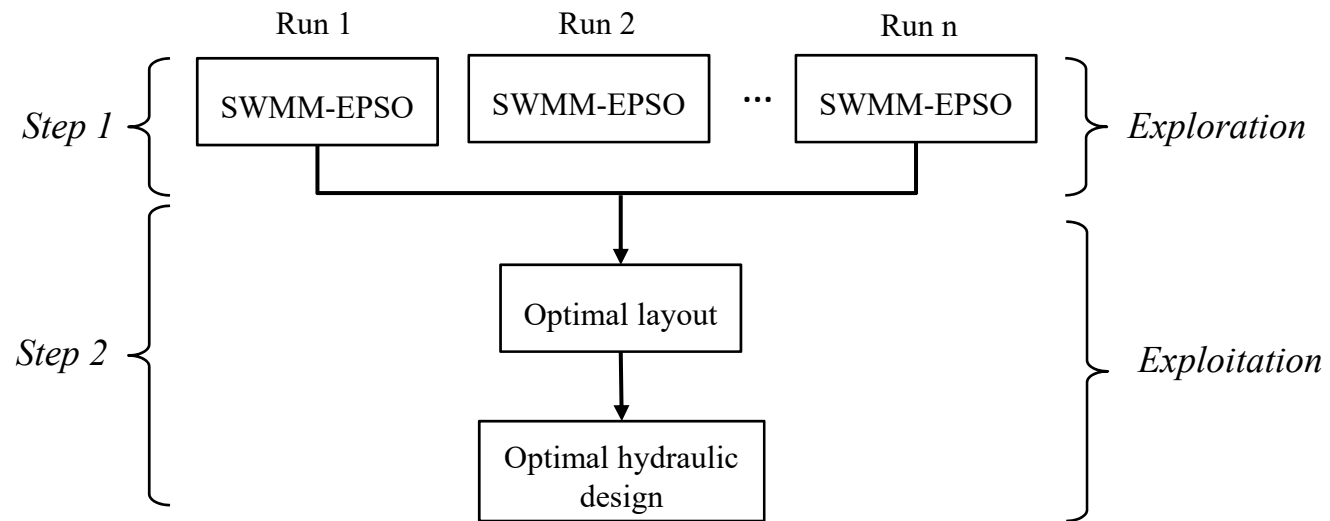 Run 1
Run 2
Run n
SWMM-EPSO
SWMM-EPSO
...
SWMM-EPSO
Step 1
Exploration
Optimal layout
Step 2
Exploitation
Optimal hydraulic
design